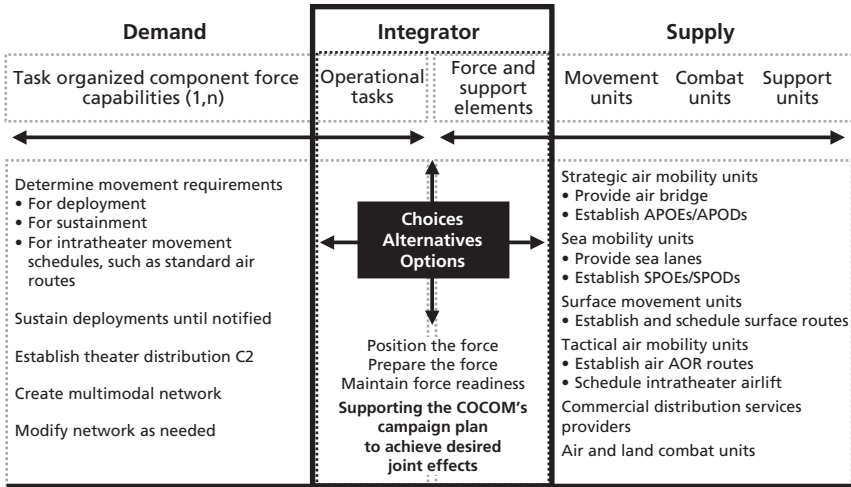 Demand
Integrator
Supply
Task organized component force
capabilities (1,n)
Operational
tasks
Force and
support
elements
Movement
units
Combat
units
Support
units
Determine movement requirements
• For deployment
• For sustainment
• For intratheater movement
schedules, such as standard air
routes
Sustain deployments until notified
Establish theater distribution C2
Create multimodal network
Modify network as needed
Choices
Alternatives
Options
Position the force
Prepare the force
Maintain force readiness
Supporting the COCOM’s
campaign plan
to achieve desired
joint effects
Strategic air mobility units
• Provide air bridge
• Establish APOEs/APODs
Sea mobility units
• Provide sea lanes
• Establish SPOEs/SPODs
Surface movement units
• Establish and schedule surface routes
Tactical air mobility units
• Establish air AOR routes
• Schedule intratheater airlift
Commercial distribution services
providers
Air and land combat units